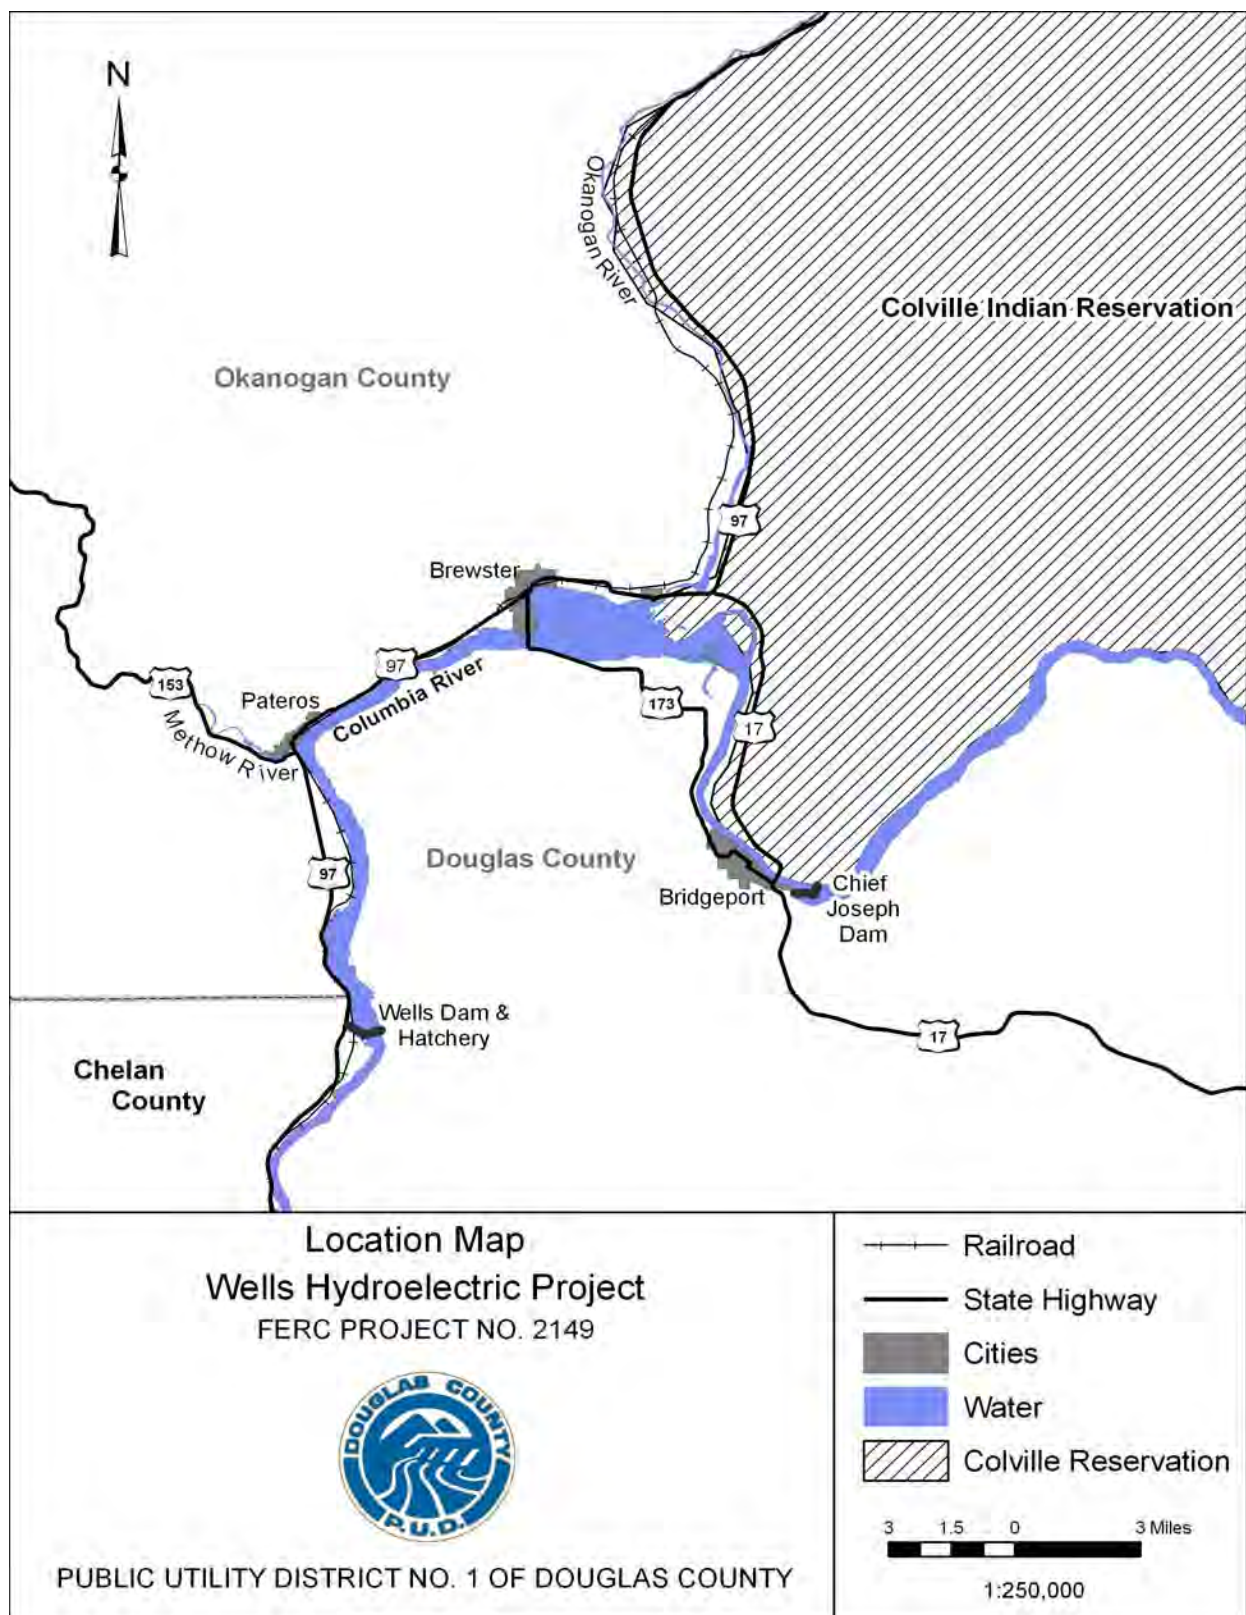 N
Okanogan River
Colville Indian Reservation
Okanogan County
97
Brewster
153
97
Columbia River
Pateros
173
17
Methow River
Douglas County
97
Bridgeport
Chief
Joseph
Dam
Wells Dam &
Hatchery
17
Chelan
County
Location Map
Wells Hydroelectric Project
FERC PROJECT NO. 2149
DOUGLAS COUNTY
P.U.D.
PUBLIC UTILITY DISTRICT NO. 1 OF DOUGLAS COUNTY
Railroad
State Highway
Cities
Water
Colville Reservation
3 1.5 0 3 Miles
1:250,000